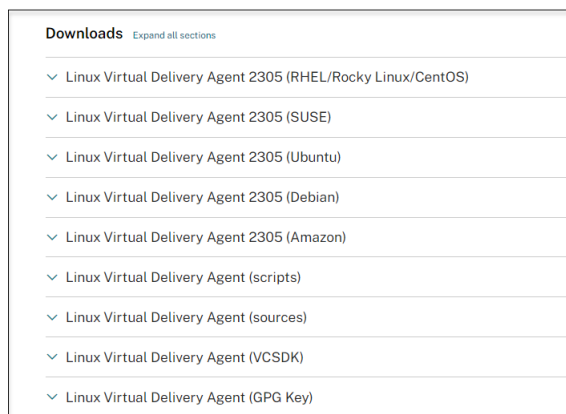 Downloads Expand all sections
Linux Virtual Delivery Agent 2305 (RHEL/Rocky Linux/CentOS)
Linux Virtual Delivery Agent 2305 (SUSE)
Linux Virtual Delivery Agent 2305 (Ubuntu)
Linux Virtual Delivery Agent 2305 (Debian)
Linux Virtual Delivery Agent 2305 (Amazon)
Linux Virtual Delivery Agent (scripts)
Linux Virtual Delivery Agent (sources)
Linux Virtual Delivery Agent (VCSDK)
Linux Virtual Delivery Agent (GPG Key)